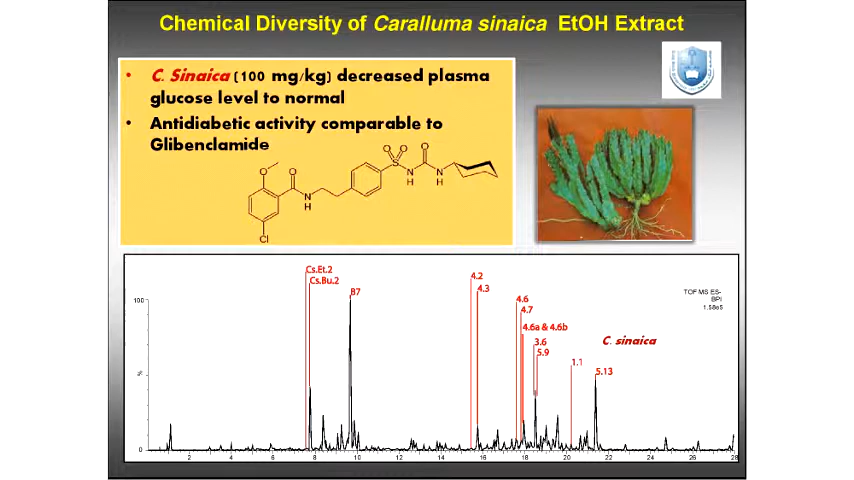 Chemical Diversity of Caralluma sinaica EtOH Extract
• C. Sinaica (100 mg/kg) decreased plasma
glucose level to normal
• Antidiabetic activity comparable to
Glibenclamide
O
O
N
H
Cl
O O
S
N
H
O
N
H
Cs.Et.2
Cs.Bu.2
B7
4.2
4.3
4.6
4.7
4.6a & 4.6b
3.6
5.9
1.1
5.13
TOF MS ES-
BPI
1.58e5
C. sinaica
100
%
0
2 4 6 8 10 12 14 16 18 20 22 24 26 28